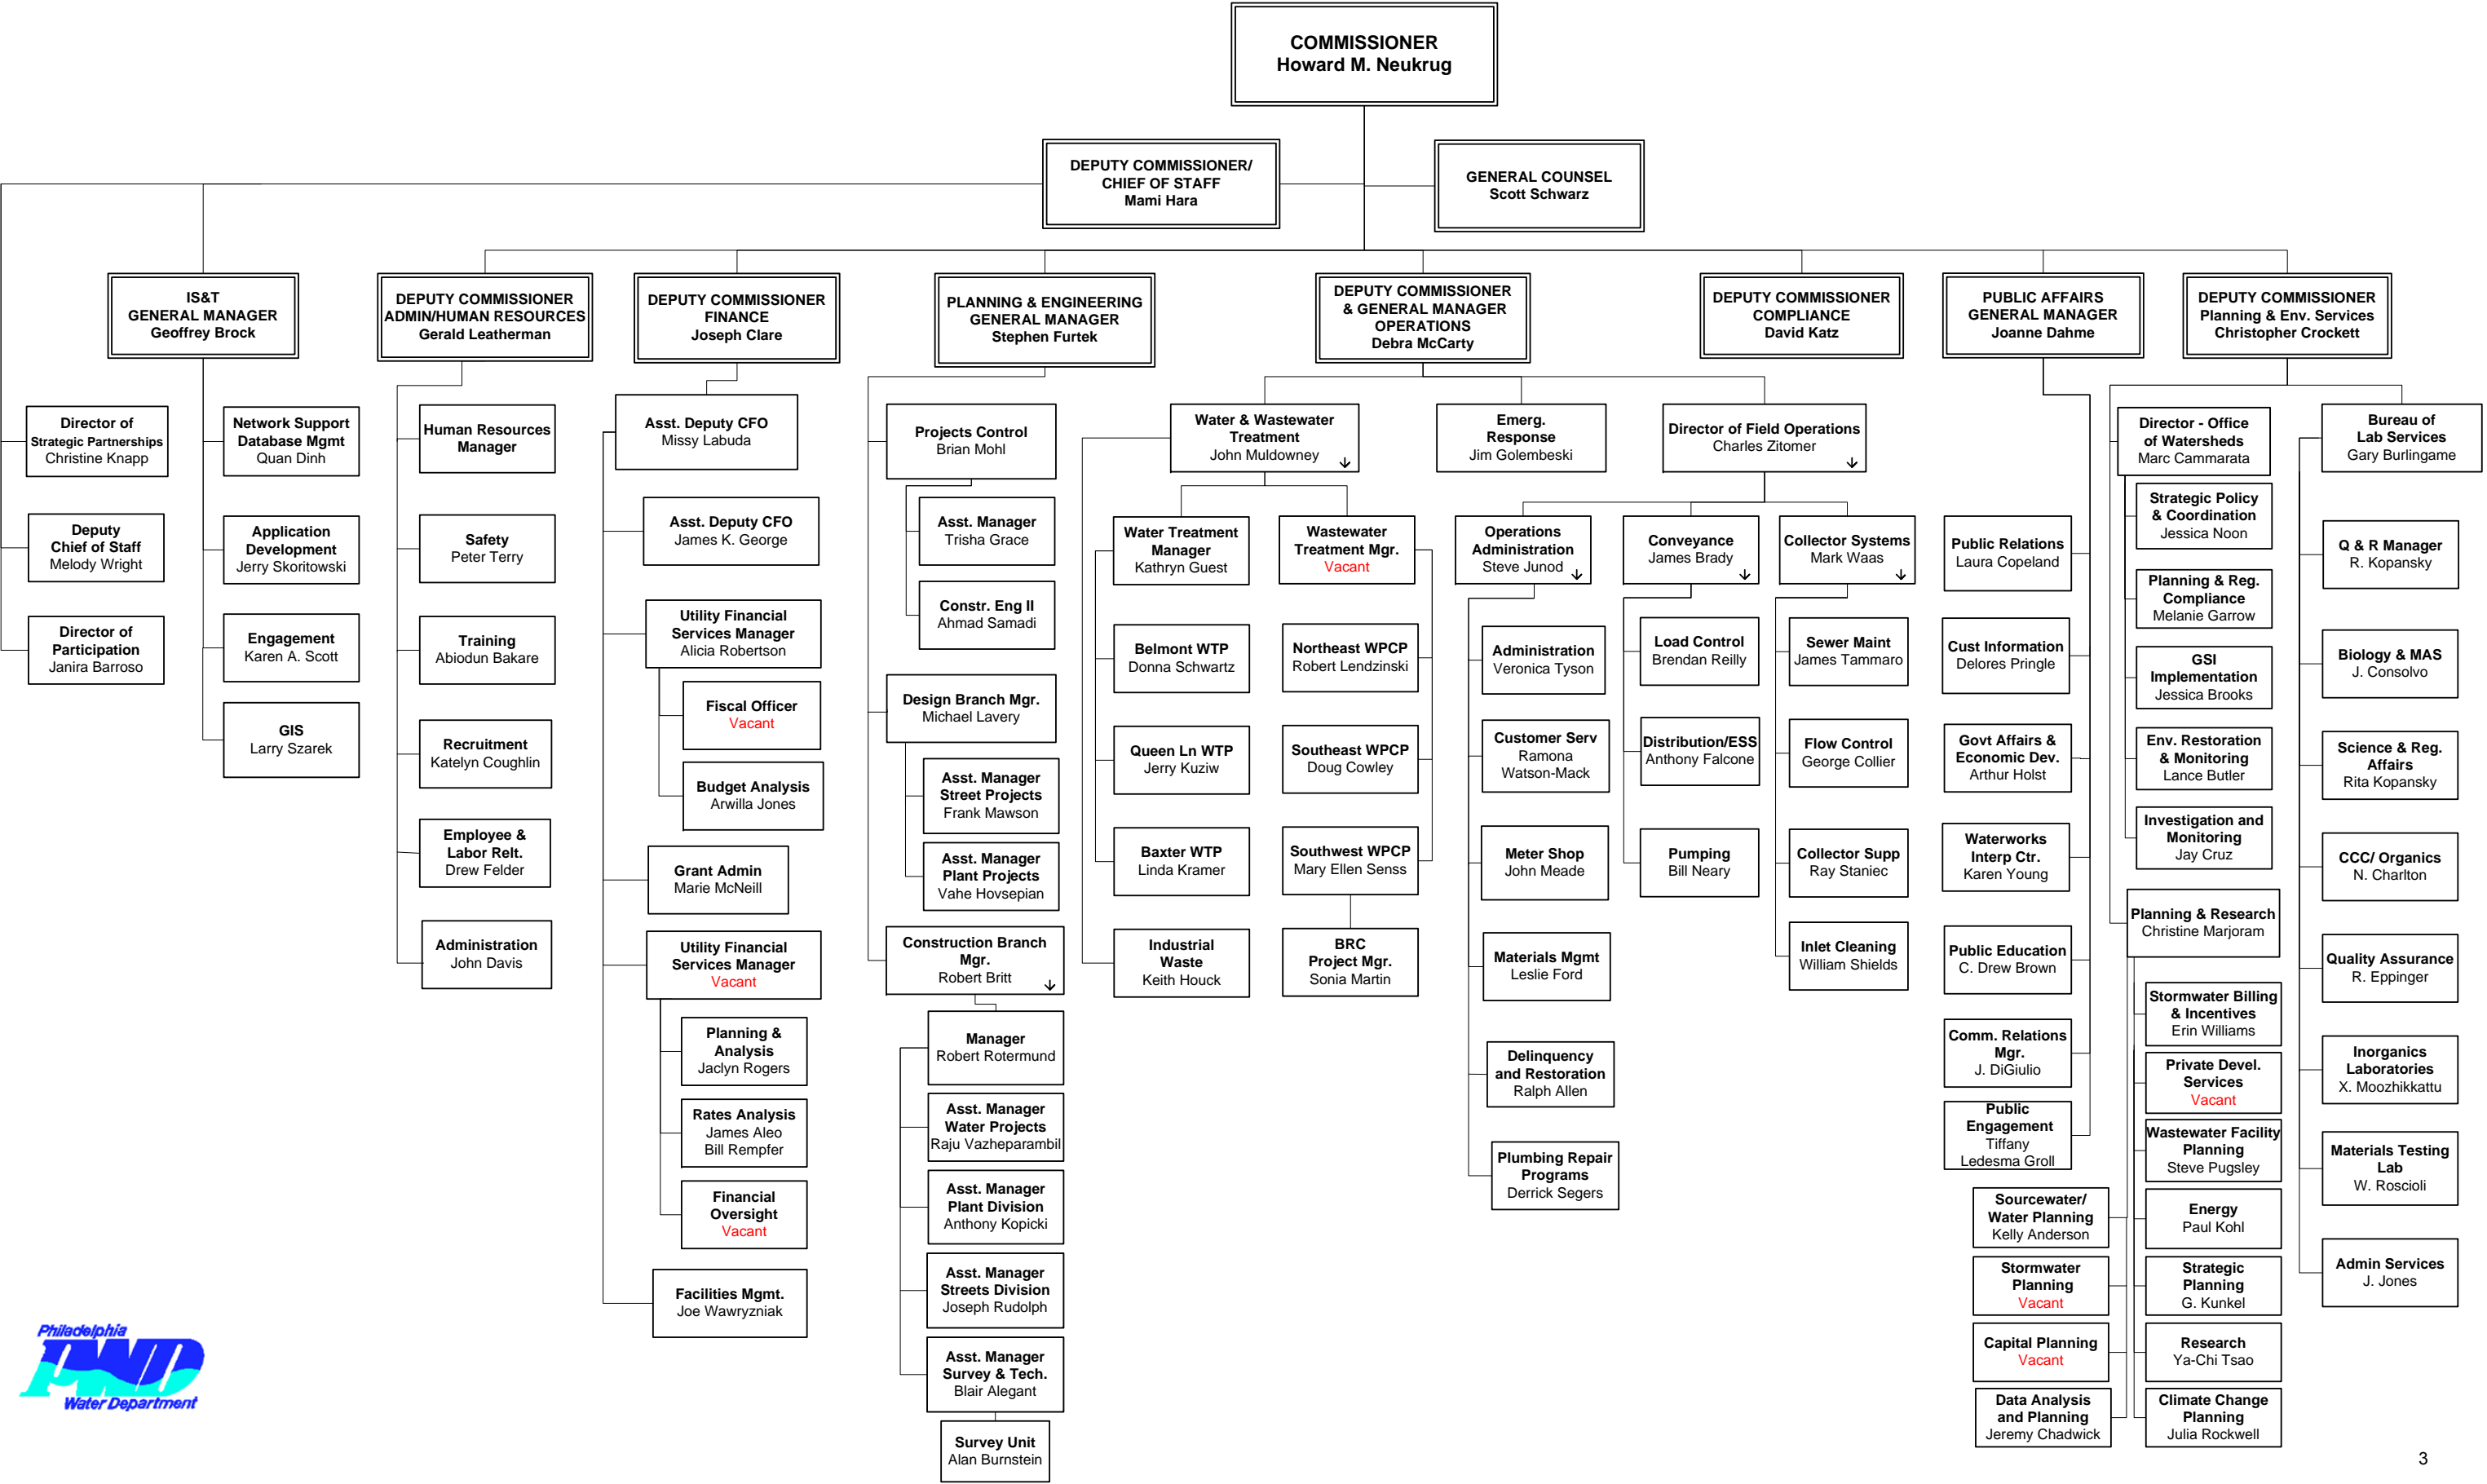 COMMISSIONER
Howard M. Neukrug
DEPUTY COMMISSIONER/
CHIEF OF STAFF
Mami Hara
GENERAL COUNSEL
Scott Schwarz
IS&T
GENERAL MANAGER
Geoffrey Brock
DEPUTY COMMISSIONER
ADMIN/HUMAN RESOURCES
Gerald Leatherman
DEPUTY COMMISSIONER
FINANCE
Joseph Clare
PLANNING & ENGINEERING
GENERAL MANAGER
Stephen Furtek
DEPUTY COMMISSIONER
& GENERAL MANAGER
OPERATIONS
Debra McCarty
DEPUTY COMMISSIONER
COMPLIANCE
David Katz
PUBLIC AFFAIRS
GENERAL MANAGER
Joanne Dahme
DEPUTY COMMISSIONER
Planning & Env. Services
Christopher Crockett
Director of
Strategic Partnerships
Christine Knapp
Deputy
Chief of Staff
Melody Wright
Director of
Participation
Janira Barroso
Network Support
Database Mgmt
Quan Dinh
Application
Development
Jerry Skoritowski
Engagement
Karen A. Scott
GIS
Larry Szarek
Human Resources
Manager
Safety
Peter Terry
Training
Abiodun Bakare
Recruitment
Katelyn Coughlin
Employee &
Labor Relt.
Drew Felder
Administration
John Davis
Asst. Deputy CFO
Missy Labuda
Asst. Deputy CFO
James K. George
Utility Financial
Services Manager
Alicia Robertson
Fiscal Officer
Vacant
Budget Analysis
Arwilla Jones
Grant Admin
Marie McNeill
Utility Financial
Services Manager
Vacant
Planning &
Analysis
Jaclyn Rogers
Rates Analysis
James Aleo
Bill Rempfer
Financial
Oversight
Vacant
Facilities Mgmt.
Joe Wawryzniak
Projects Control
Brian Mohl
Asst. Manager
Trisha Grace
Constr. Eng II
Ahmad Samadi
Design Branch Mgr.
Michael Lavery
Asst. Manager
Street Projects
Frank Mawson
Asst. Manager
Plant Projects
Vahe Hovsepian
Construction Branch
Mgr.
Robert Britt
Manager
Robert Rotermund
Asst. Manager
Water Projects
Raju Vazheparambil
Asst. Manager
Plant Division
Anthony Kopicki
Asst. Manager
Streets Division
Joseph Rudolph
Asst. Manager
Survey & Tech.
Blair Alegant
Survey Unit
Alan Burnstein
Water & Wastewater
Treatment
John Muldowney
Emerg.
Response
Jim Golembeski
Director of Field Operations
Charles Zitomer
Water Treatment
Manager
Kathryn Guest
Belmont WTP
Donna Schwartz
Queen Ln WTP
Jerry Kuziw
Baxter WTP
Linda Kramer
Industrial
Waste
Keith Houck
Wastewater
Treatment Mgr.
Vacant
Northeast WPCP
Robert Lendzinski
Southeast WPCP
Doug Cowley
Southwest WPCP
Mary Ellen Senss
BRC
Project Mgr.
Sonia Martin
Operations
Administration
Steve Junod
Administration
Veronica Tyson
Customer Serv
Ramona
Watson-Mack
Meter Shop
John Meade
Materials Mgmt
Leslie Ford
Delinquency
and Restoration
Ralph Allen
Plumbing Repair
Programs
Derrick Segers
Conveyance
James Brady
Load Control
Brendan Reilly
Distribution/ESS
Anthony Falcone
Pumping
Bill Neary
Collector Systems
Mark Waas
Sewer Maint
James Tammaro
Flow Control
George Collier
Collector Supp
Ray Staniec
Inlet Cleaning
William Shields
Public Relations
Laura Copeland
Cust Information
Delores Pringle
Govt Affairs &
Economic Dev.
Arthur Holst
Waterworks
Interp Ctr.
Karen Young
Public Education
C. Drew Brown
Comm. Relations
Mgr.
J. DiGiulio
Public
Engagement
Tiffany
Ledesma Groll
Director - Office
of Watersheds
Marc Cammarata
Strategic Policy
& Coordination
Jessica Noon
Planning & Reg.
Compliance
Melanie Garrow
GSI
Implementation
Jessica Brooks
Env. Restoration
& Monitoring
Lance Butler
Investigation and
Monitoring
Jay Cruz
Planning & Research
Christine Marjoram
Stormwater Billing
& Incentives
Erin Williams
Private Devel.
Services
Vacant
Wastewater Facility
Planning
Steve Pugsley
Energy
Paul Kohl
Strategic
Planning
G. Kunkel
Research
Ya-Chi Tsao
Climate Change
Planning
Julia Rockwell
Sourcewater/
Water Planning
Kelly Anderson
Stormwater
Planning
Vacant
Capital Planning
Vacant
Data Analysis
and Planning
Jeremy Chadwick
Bureau of
Lab Services
Gary Burlingame
Q & R Manager
R. Kopansky
Biology & MAS
J. Consolvo
Science & Reg.
Affairs
Rita Kopansky
CCC/ Organics
N. Charlton
Quality Assurance
R. Eppinger
Inorganics
Laboratories
X. Moozhikkattu
Materials Testing
Lab
W. Roscioli
Admin Services
J. Jones
Philadelphia
PWD
Water Department
3